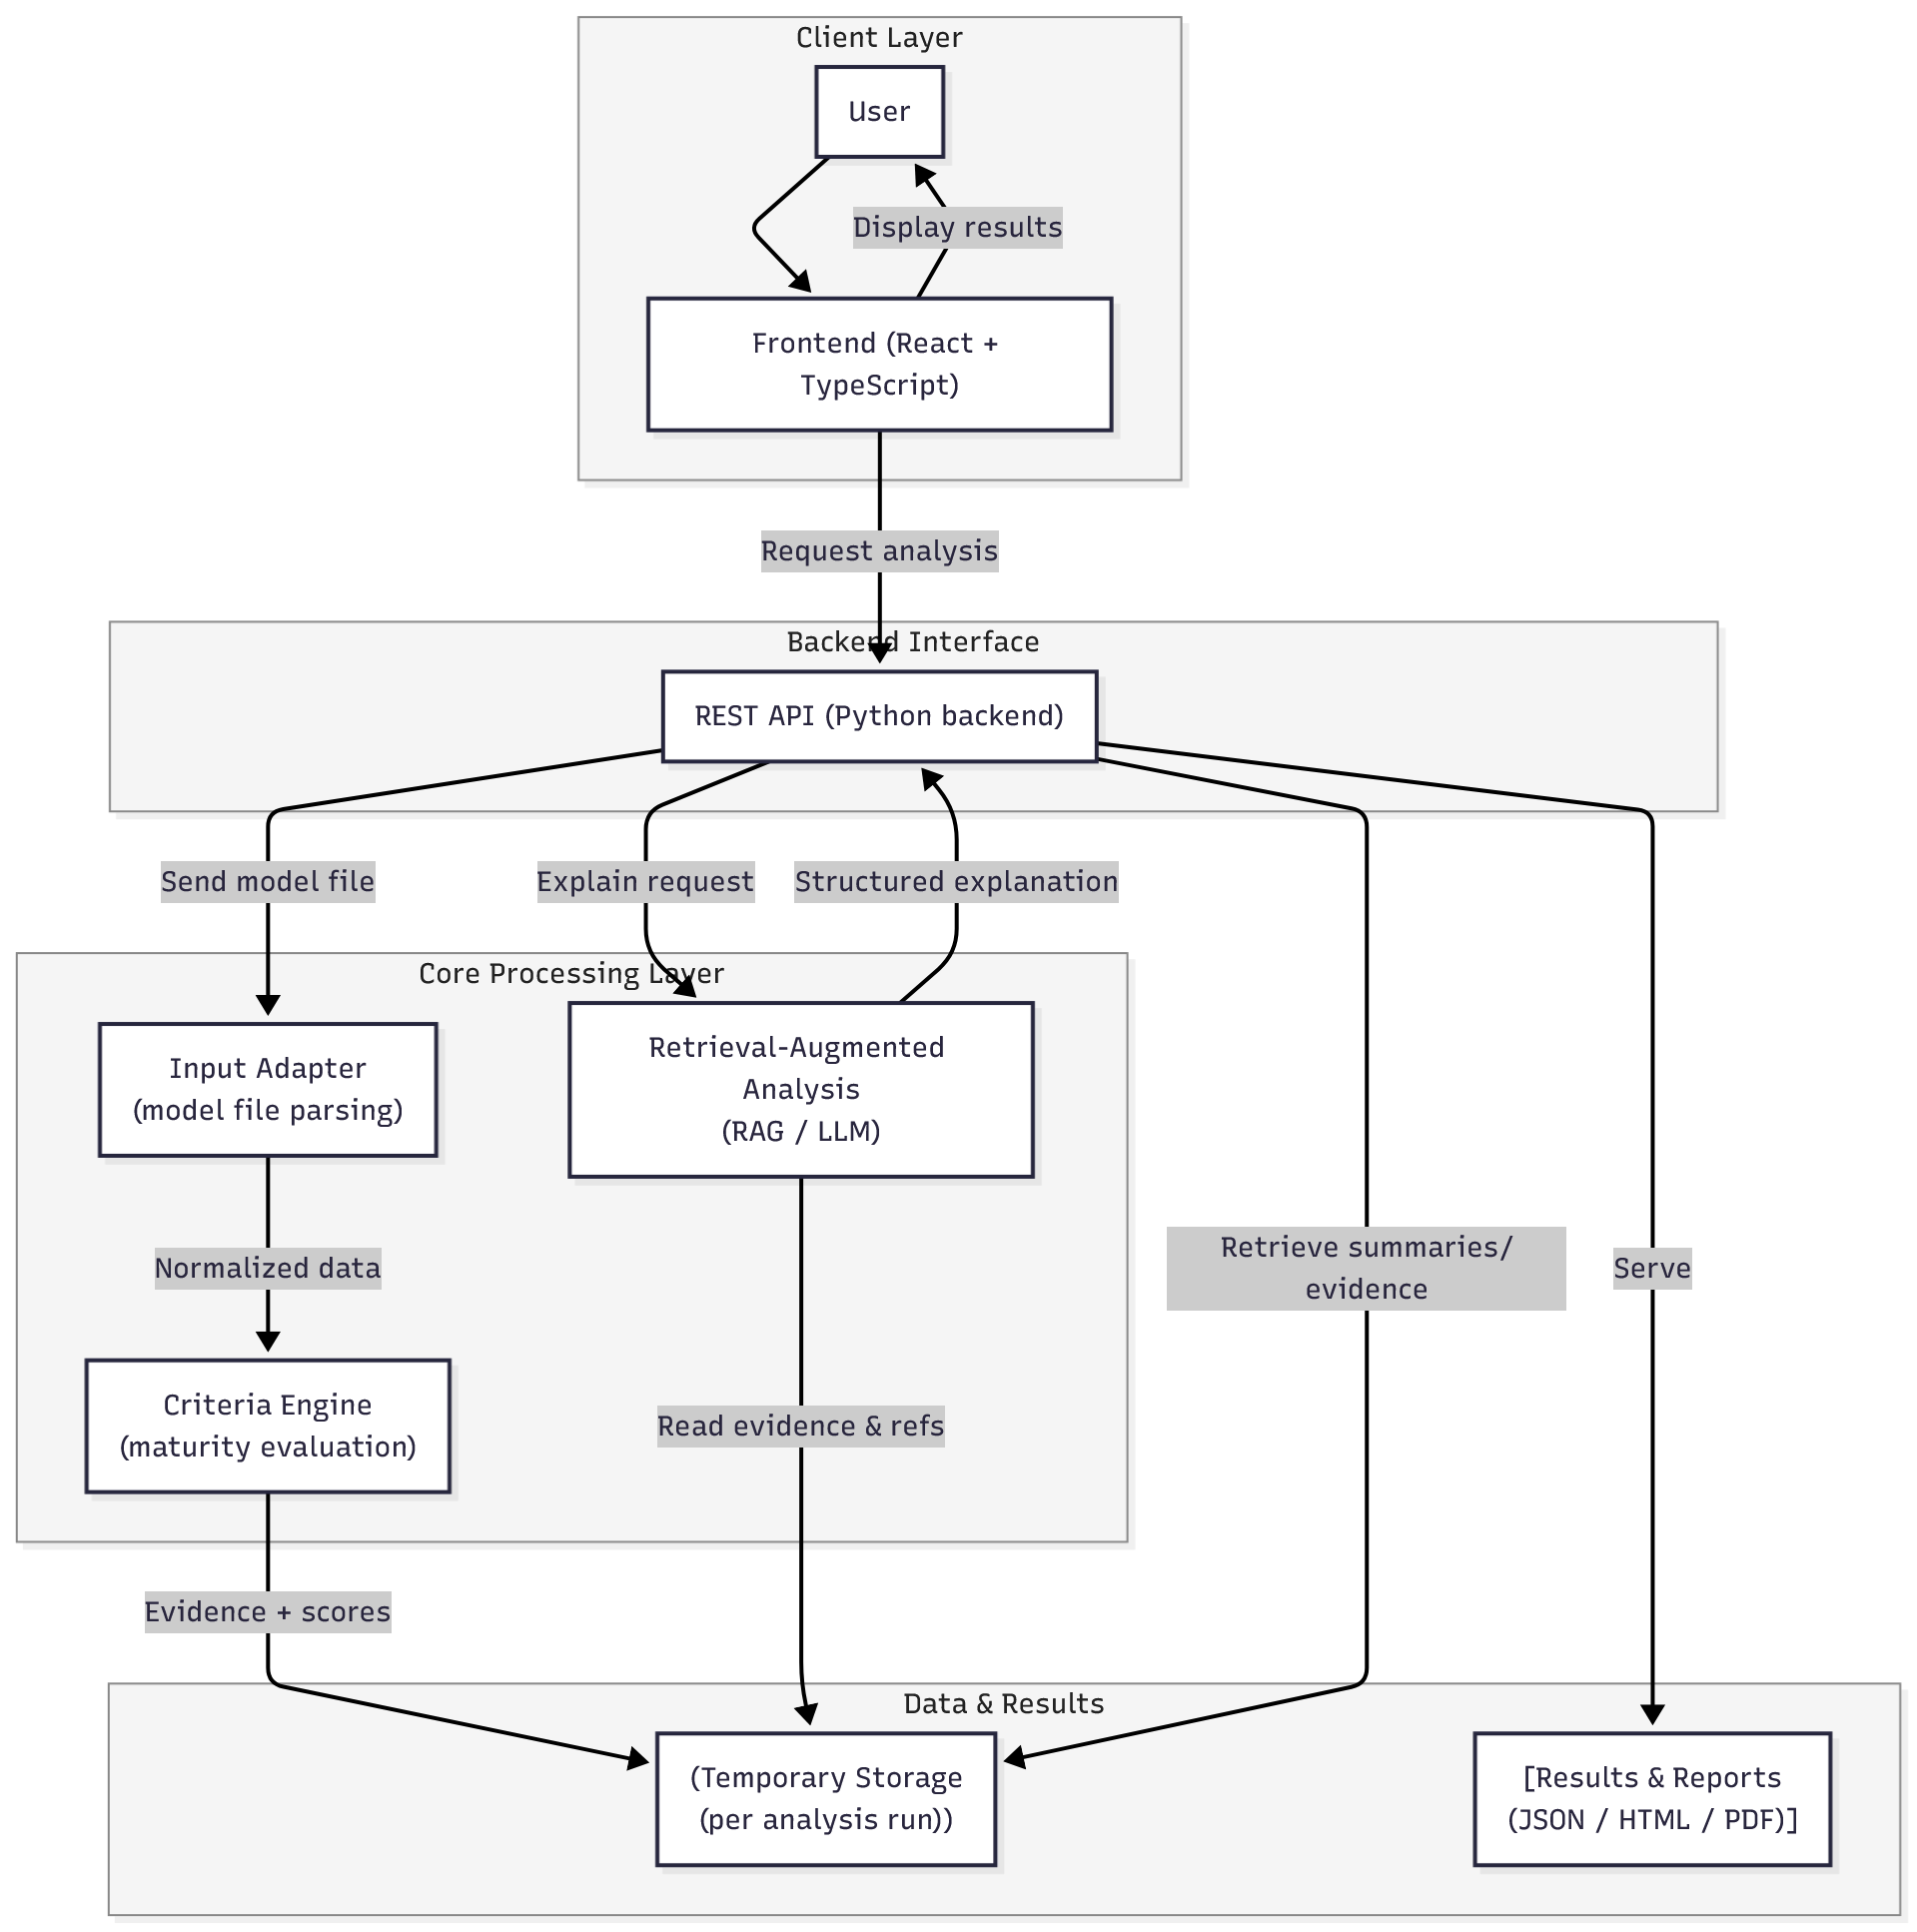 Client Layer
User
Display results
Frontend (React +
TypeScript)
Request analysis
Backend Interface
REST API (Python backend)
Send model file
Explain request
Structured explanation
Core Processing Layer
Input Adapter
(model file parsing)
Retrieval-Augmented
Analysis
(RAG / LLM)
Normalized data
Retrieve summaries/
evidence
Serve
Criteria Engine
(maturity evaluation)
Read evidence & refs
Evidence + scores
Data & Results
(Temporary Storage
(per analysis run))
[Results & Reports
(JSON / HTML / PDF)]